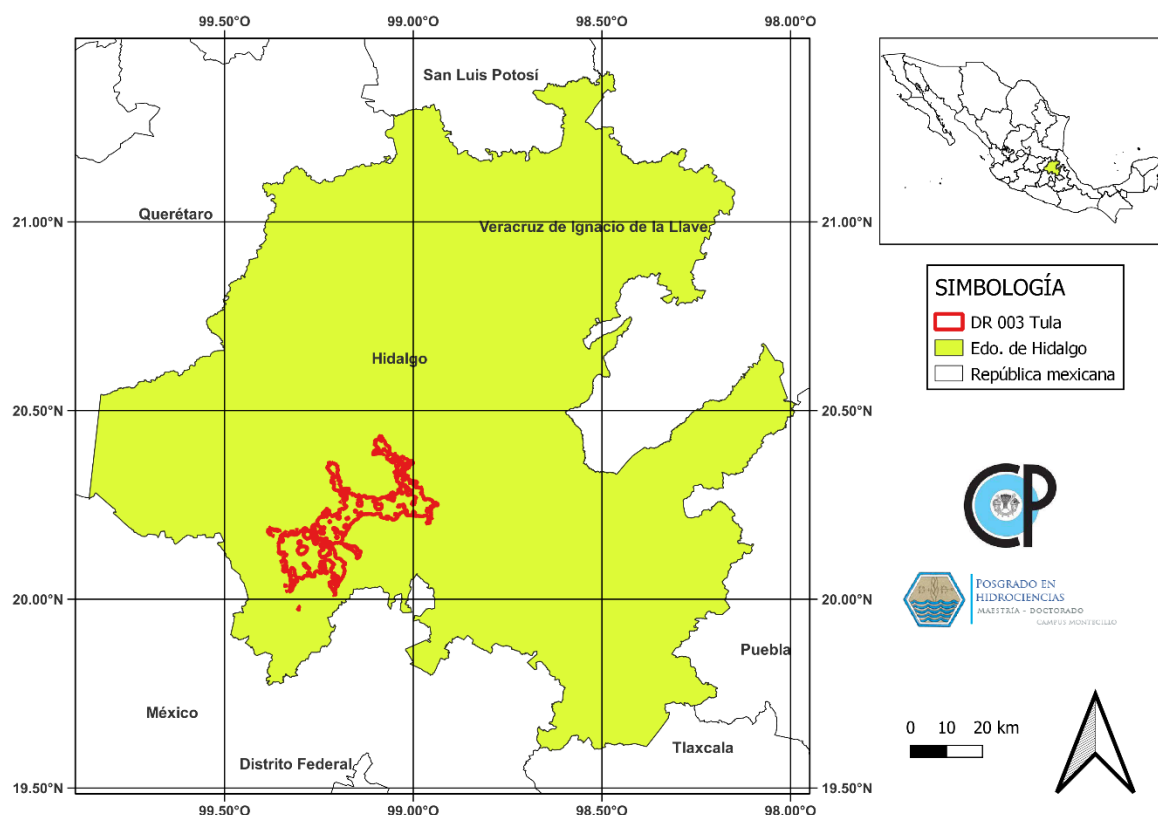 99.50°O
99.00°O
98.50°O
98.00°O
San Luis Potosí
Querétaro
21.00°N
21.00°N
Veracruz de Ignacio de la Llave
Hidalgo
20.50°N
20.50°N
20.00°N
20.00°N
Puebla
México
Tlaxcala
Distrito Federal
19.50°N
19.50°N
99.50°O
99.00°O
98.50°O
98.00°O
SIMBOLOGÍA
DR 003 Tula
Edo. de Hidalgo
República mexicana
CP
POSGRADO EN
HIDROCIENCIAS
MAESTRÍA - DOCTORADO
CAMPUS MONTECILLO
0 10 20 km